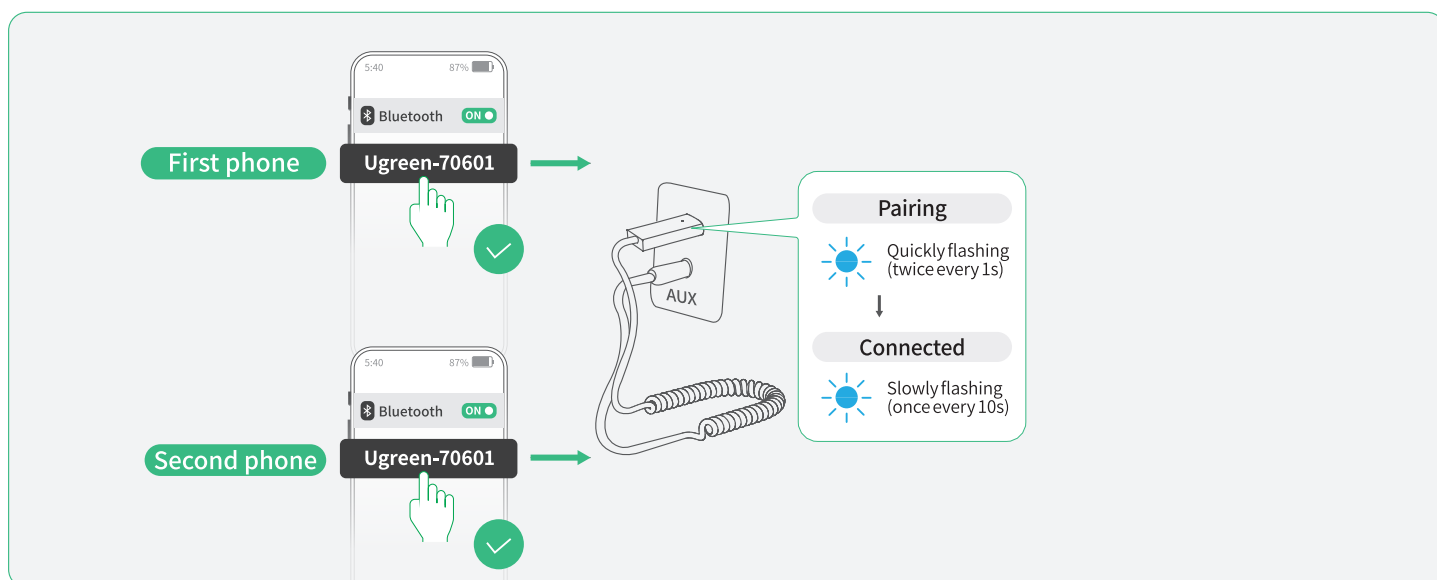 5:40 87%
Bluetooth ON
First phone
Ugreen-70601
AUX
Pairing
Quickly flashing
(twice every 1s)
Connected
Slowly flashing
(once every 10s)
5:40 87%
Bluetooth ON
Second phone
Ugreen-70601